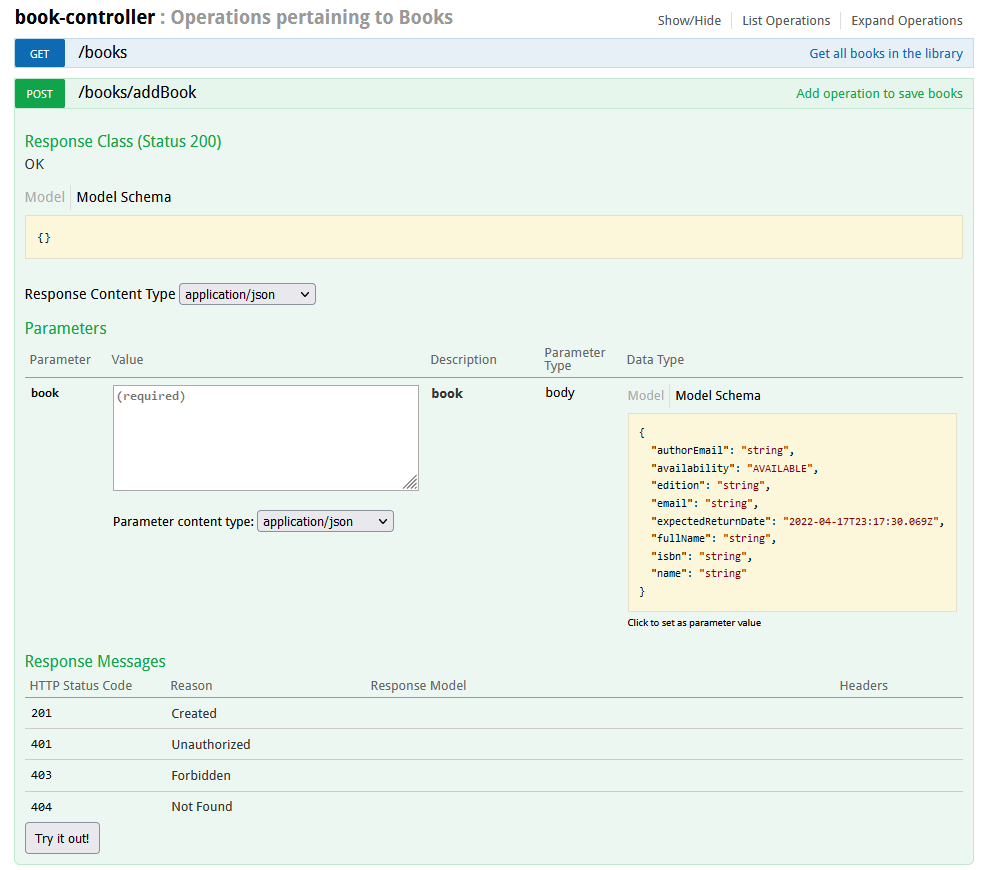 book-controller : Operations pertaining to Books
Show/Hide | List Operations | Expand Operations
GET /books Get all books in the library
POST /books/addBook Add operation to save books
Response Class (Status 200)
OK
Model | Model Schema
{}
Response Content Type application/json
Parameters
Parameter Value Description Parameter Type Data Type
book (required) book body
Model | Model Schema
{
"authorEmail": "string",
"availability": "AVAILABLE",
"edition": "string",
"email": "string",
"expectedReturnDate": "2022-04-17T23:17:30.069Z",
"fullName": "string",
"isbn": "string",
"name": "string"
}
Click to set as parameter value
Parameter content type: application/json
Response Messages
HTTP Status Code Reason Response Model Headers
201 Created
401 Unauthorized
403 Forbidden
404 Not Found
Try it out!